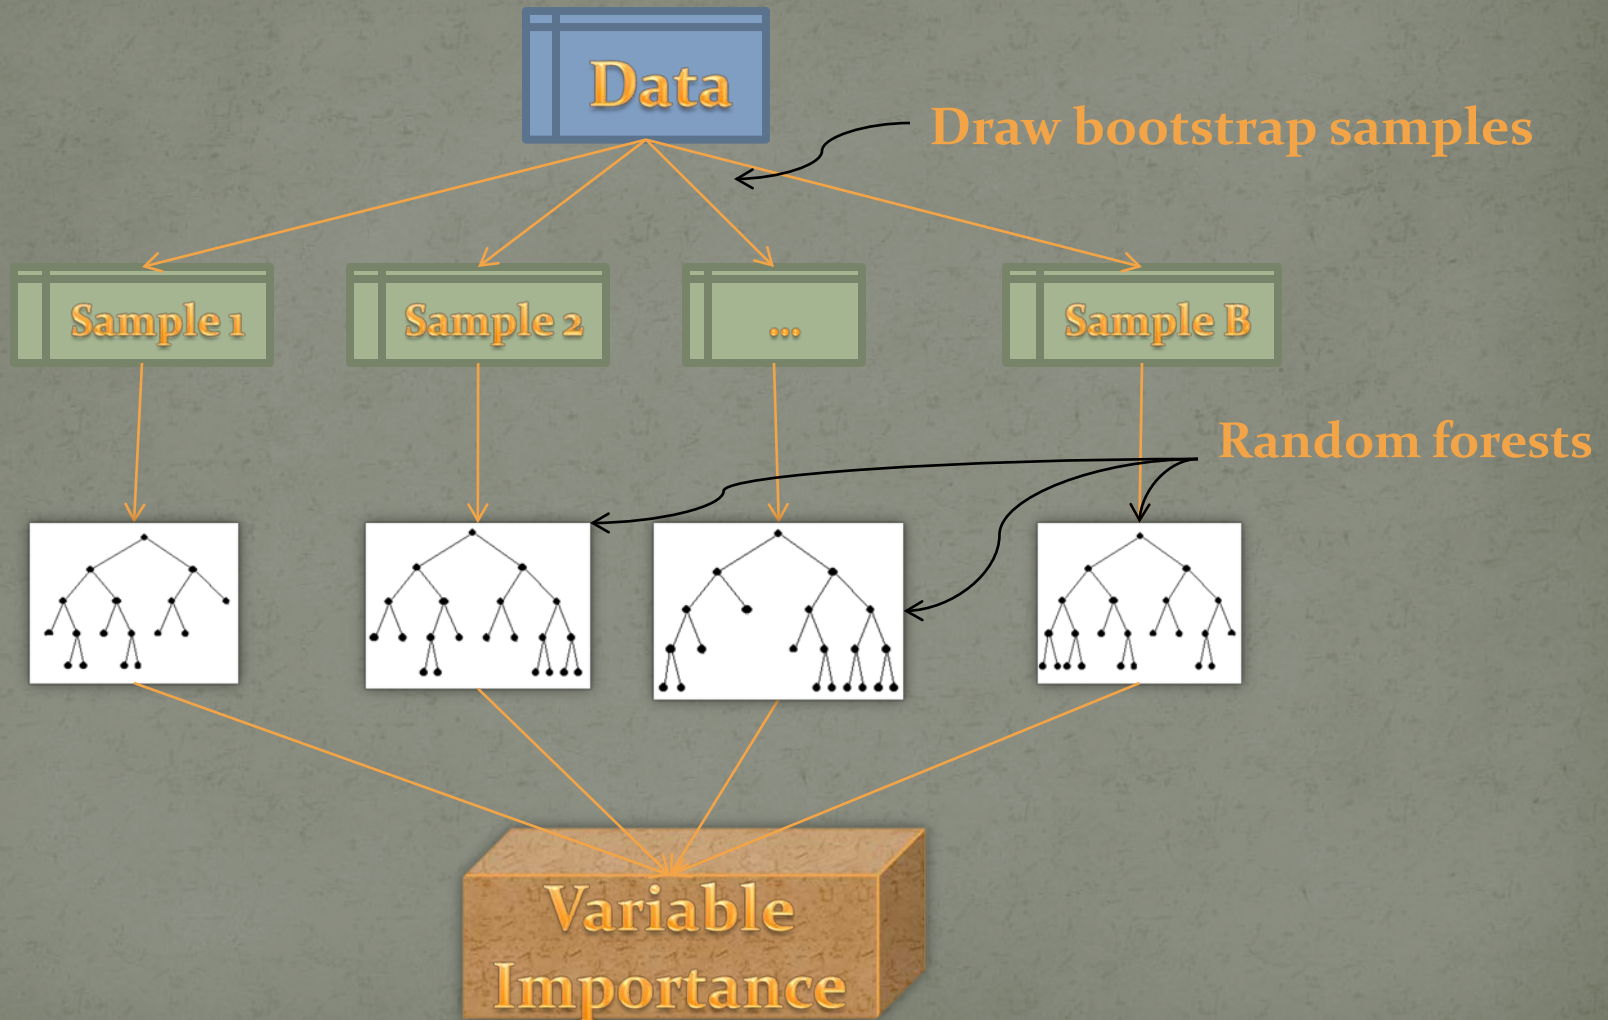 Data
Draw bootstrap samples
Sample 1
Sample 2
...
Sample B
Random forests
Variable
Importance